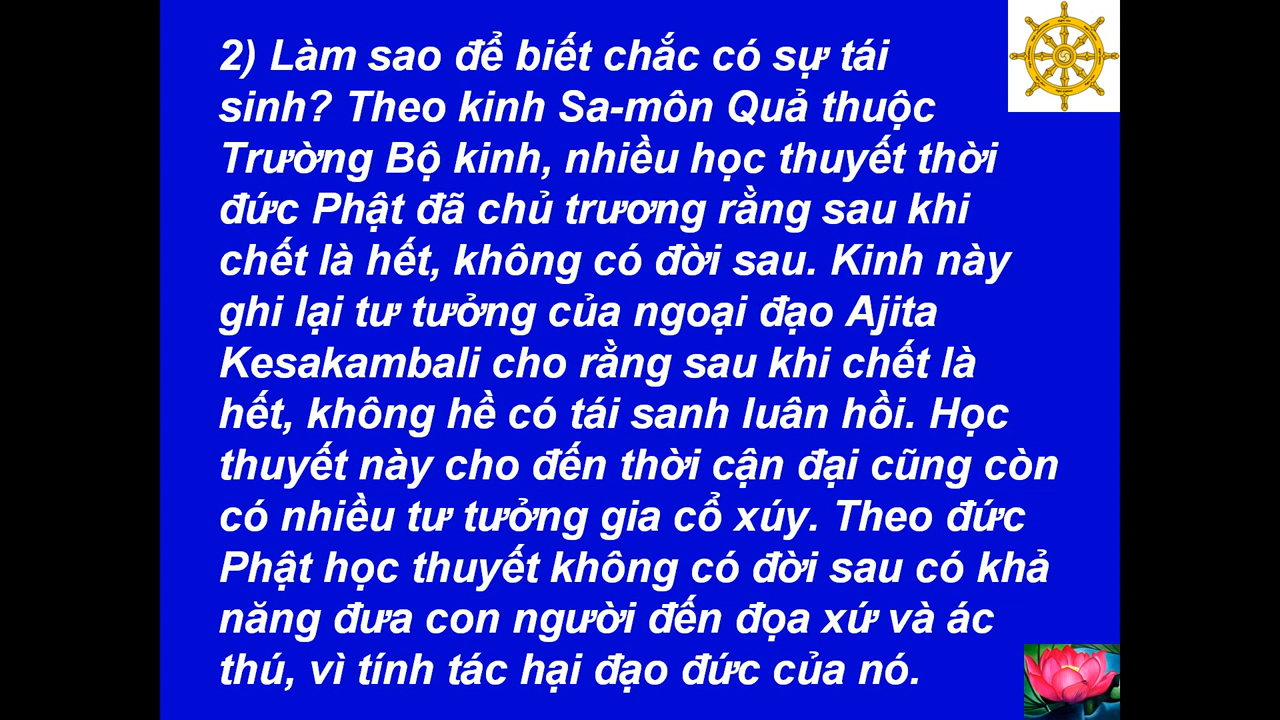 2) Làm sao để biết chắc có sự tái
sinh? Theo kinh Sa-môn Quả thuộc
Trường Bộ kinh, nhiều học thuyết thời
đức Phật đã chủ trương rằng sau khi
chết là hết, không có đời sau. Kinh này
ghi lại tư tưởng của ngoại đạo Ajita
Kesakambali cho rằng sau khi chết là
hết, không hề có tái sanh luân hồi. Học
thuyết này cho đến thời cận đại cũng còn
có nhiều tư tưởng gia cổ xúy. Theo đức
Phật học thuyết không có đời sau có khả
năng đưa con người đến đọa xứ và ác
thú, vì tính tác hại đạo đức của nó.